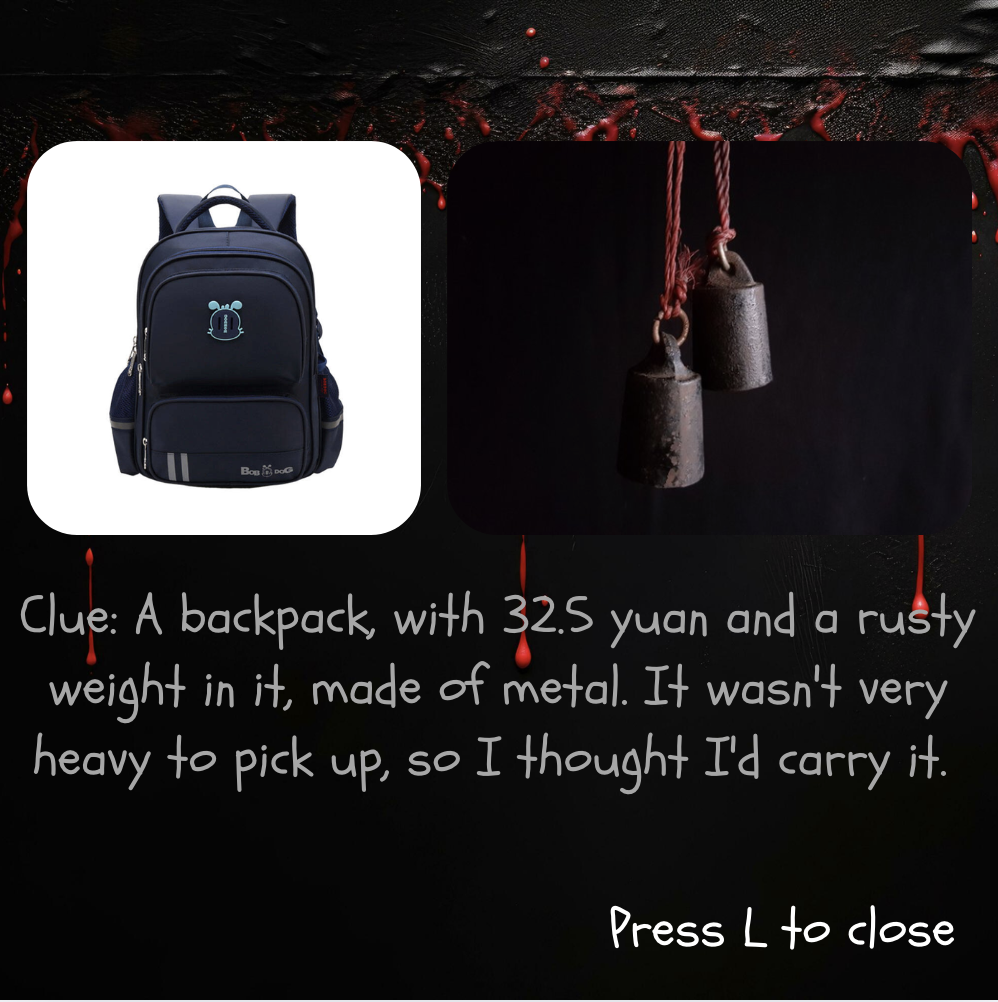 BOBDOG
Clue: A backpack, with 32.5 yuan and a rusty
weight in it, made of metal. It wasn't very
heavy to pick up, so I thought I'd carry it.
Press L to close